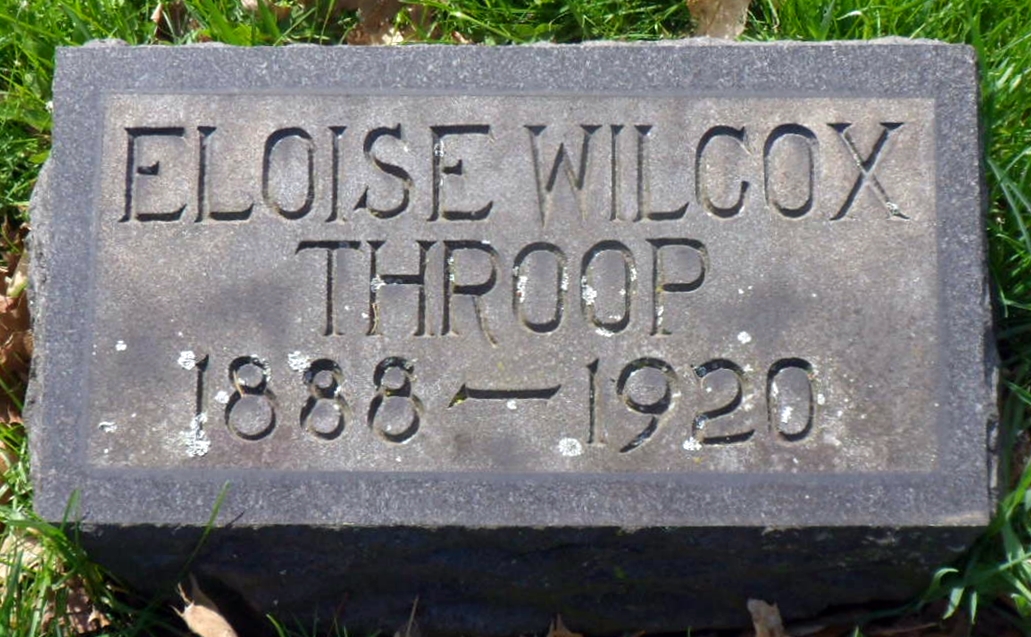 ELOISE WILCOX
THROOP
1888 — 1920